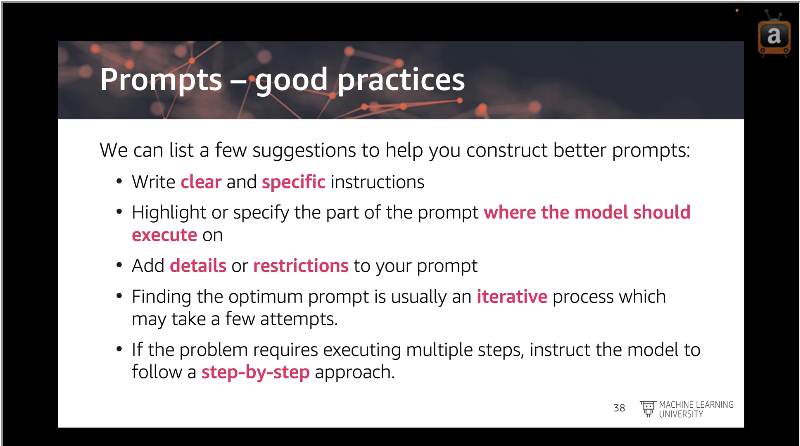 a
Prompts – good practices
We can list a few suggestions to help you construct better prompts:
• Write clear and specific instructions
• Highlight or specify the part of the prompt where the model should
execute on
• Add details or restrictions to your prompt
• Finding the optimum prompt is usually an iterative process which
may take a few attempts.
• If the problem requires executing multiple steps, instruct the model to
follow a step-by-step approach.
38
MACHINE LEARNING
UNIVERSITY